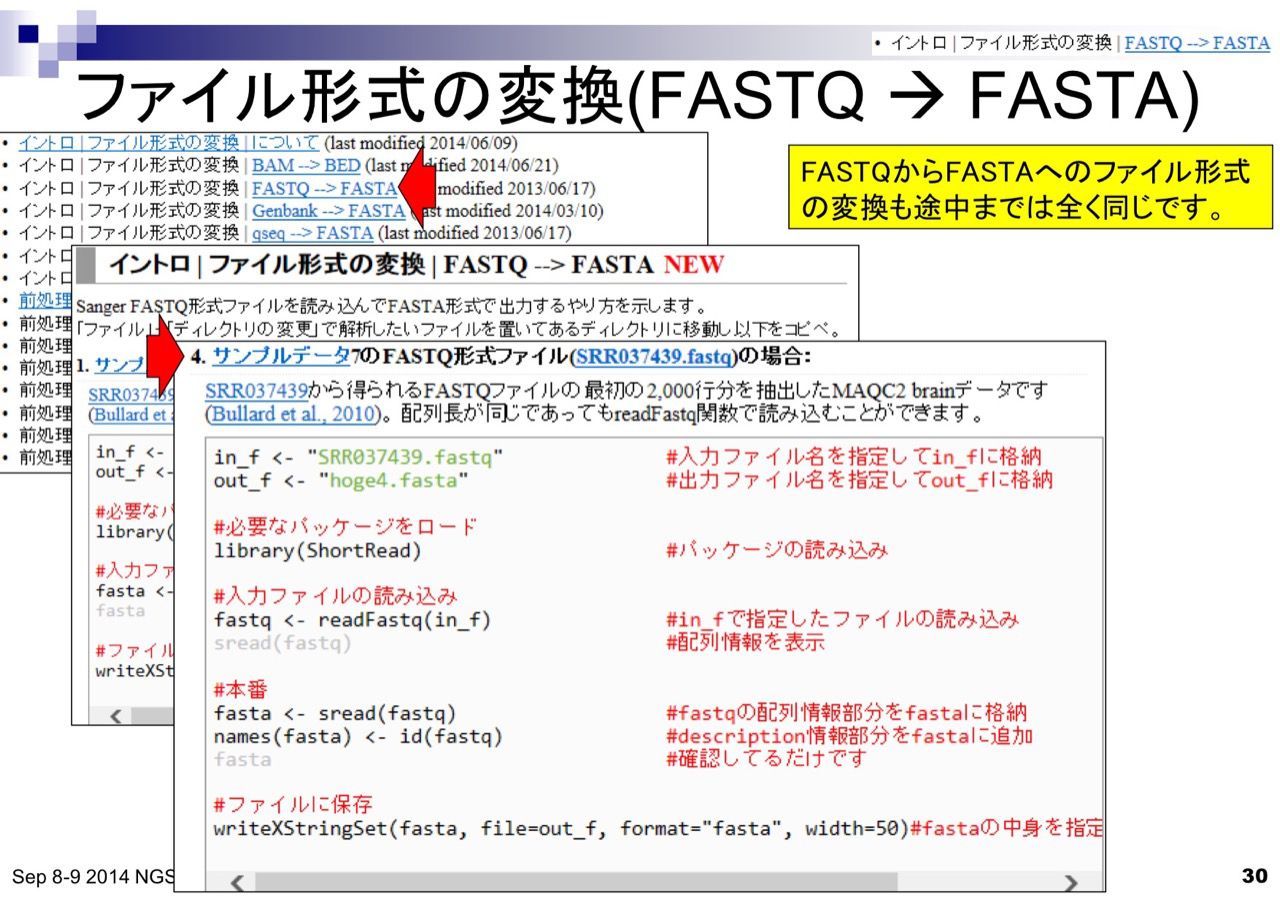 • イントロ | ファイル形式の変換 | FASTQ --> FASTA
ファイル形式の変換(FASTQ → FASTA)
• イントロ | ファイル形式の変換 | について (last modified 2014/06/09)
• イントロ | ファイル形式の変換 | BAM --> BED (last modified 2014/06/21)
• イントロ | ファイル形式の変換 | FASTQ --> FASTA modified 2013/06/17)
• イントロ | ファイル形式の変換 | Genbank --> FASTA (last modified 2014/03/10)
• イントロ | ファイル形式の変換 | qseq --> FASTA (last modified 2013/06/17)
• イントロ
• イントロ
• 前処理
• 前処理
• 前処理
• 前処理
• 前処理
• 前処理
• 前処理
• 前処理
FASTQからFASTAへのファイル形式
の変換も途中までは全く同じです。
イントロ | ファイル形式の変換 | FASTQ --> FASTA NEW
Sanger FASTQ形式ファイルを読み込んでFASTA形式で出力するやり方を示します。
「ファイル」-「ディレクトリの変更」で解析したいファイルを置いてあるディレクトリに移動し以下をコピペ。
1. サンプ
SRR037439
(Bullard et a
in_f <-
out_f <-
#必要なパ
library(
#入力ファ
fasta <-
fasta
#ファイル
writeXSt
4. サンプルデータ7のFASTQ形式ファイル(SRR037439.fastq)の場合:
SRR037439から得られるFASTQファイルの最初の2,000行分を抽出したMAQC2 brainデータです
(Bullard et al., 2010)。配列長が同じであってもreadFastq関数で読み込むことができます。
in_f <- "SRR037439.fastq" #入力ファイル名を指定してin_fに格納
out_f <- "hoge4.fasta" #出力ファイル名を指定してout_fに格納
#必要なパッケージをロード
library(ShortRead) #パッケージの読み込み
#入力ファイルの読み込み
fastq <- readFastq(in_f) #in_fで指定したファイルの読み込み
sread(fastq) #配列情報を表示
#本番
fasta <- sread(fastq) #fastqの配列情報部分をfastaに格納
names(fasta) <- id(fastq) #description情報部分をfastaに追加
fasta #確認してるだけです
#ファイルに保存
writeXStringSet(fasta, file=out_f, format="fasta", width=50)#fastaの中身を指定
Sep 8-9 2014 NGS
30